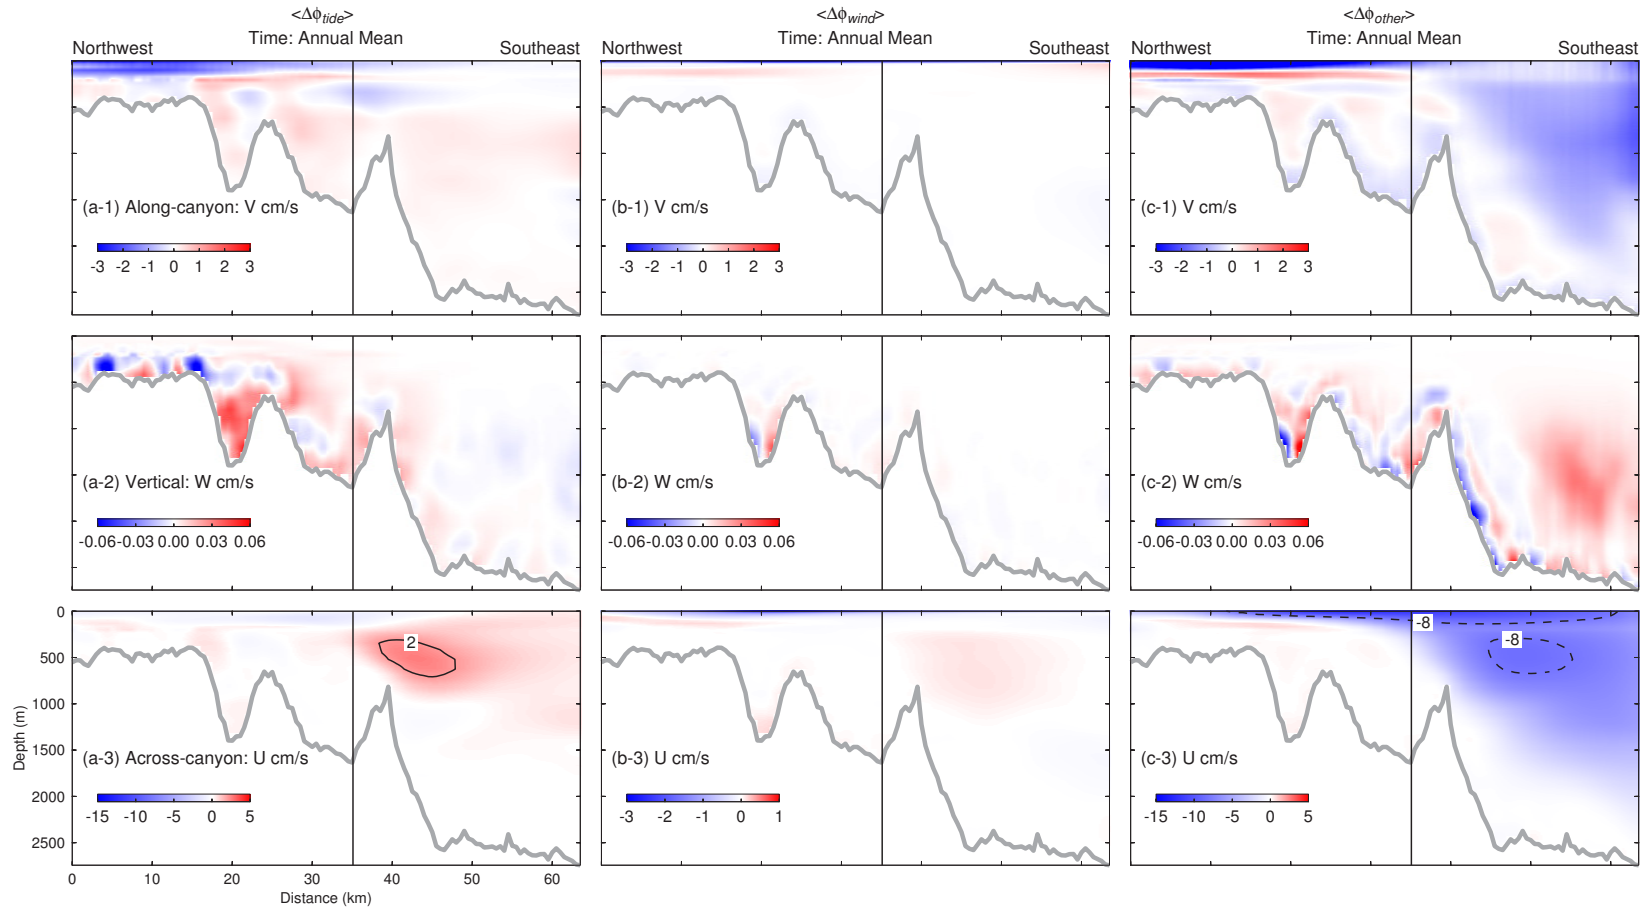 <Δϕtide>
Time: Annual Mean
Northwest Southeast
<Δϕwind>
Time: Annual Mean
Northwest Southeast
<Δϕother>
Time: Annual Mean
Northwest Southeast
(a-1) Along-canyon: V cm/s
-3 -2 -1 0 1 2 3
(b-1) V cm/s
-3 -2 -1 0 1 2 3
(c-1) V cm/s
-3 -2 -1 0 1 2 3
(a-2) Vertical: W cm/s
-0.06 -0.03 0.00 0.03 0.06
(b-2) W cm/s
-0.06 -0.03 0.00 0.03 0.06
(c-2) W cm/s
-0.06 -0.03 0.00 0.03 0.06
2
(a-3) Across-canyon: U cm/s
-15 -10 -5 0 5
(b-3) U cm/s
-3 -2 -1 0 1
-8
-8
(c-3) U cm/s
-15 -10 -5 0 5
Depth (m)
0
500
1000
1500
2000
2500
0 10 20 30 40 50 60
Distance (km)